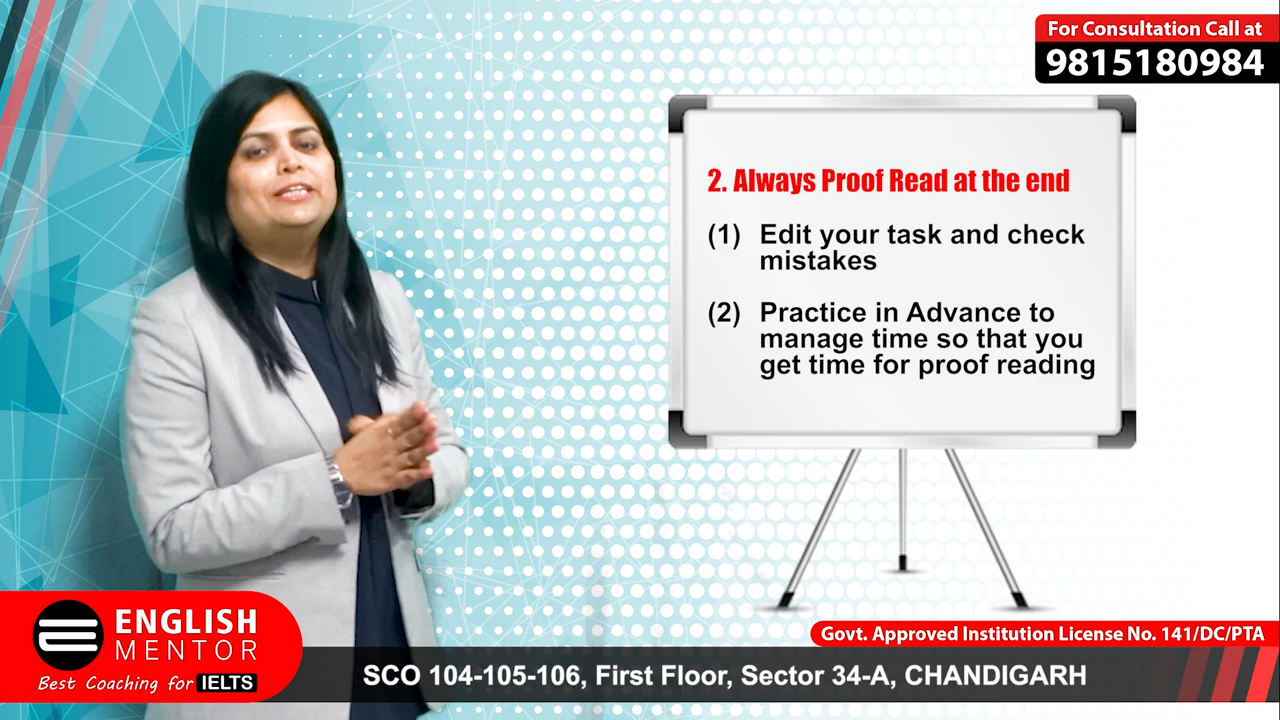 For Consultation Call at
9815180984
2. Always Proof Read at the end
(1) Edit your task and check
mistakes
(2) Practice in Advance to
manage time so that you
get time for proof reading
Govt. Approved Institution License No. 141/DC/PTA
ENGLISH
MENTOR
Best Coaching for IELTS
SCO 104-105-106, First Floor, Sector 34-A, CHANDIGARH